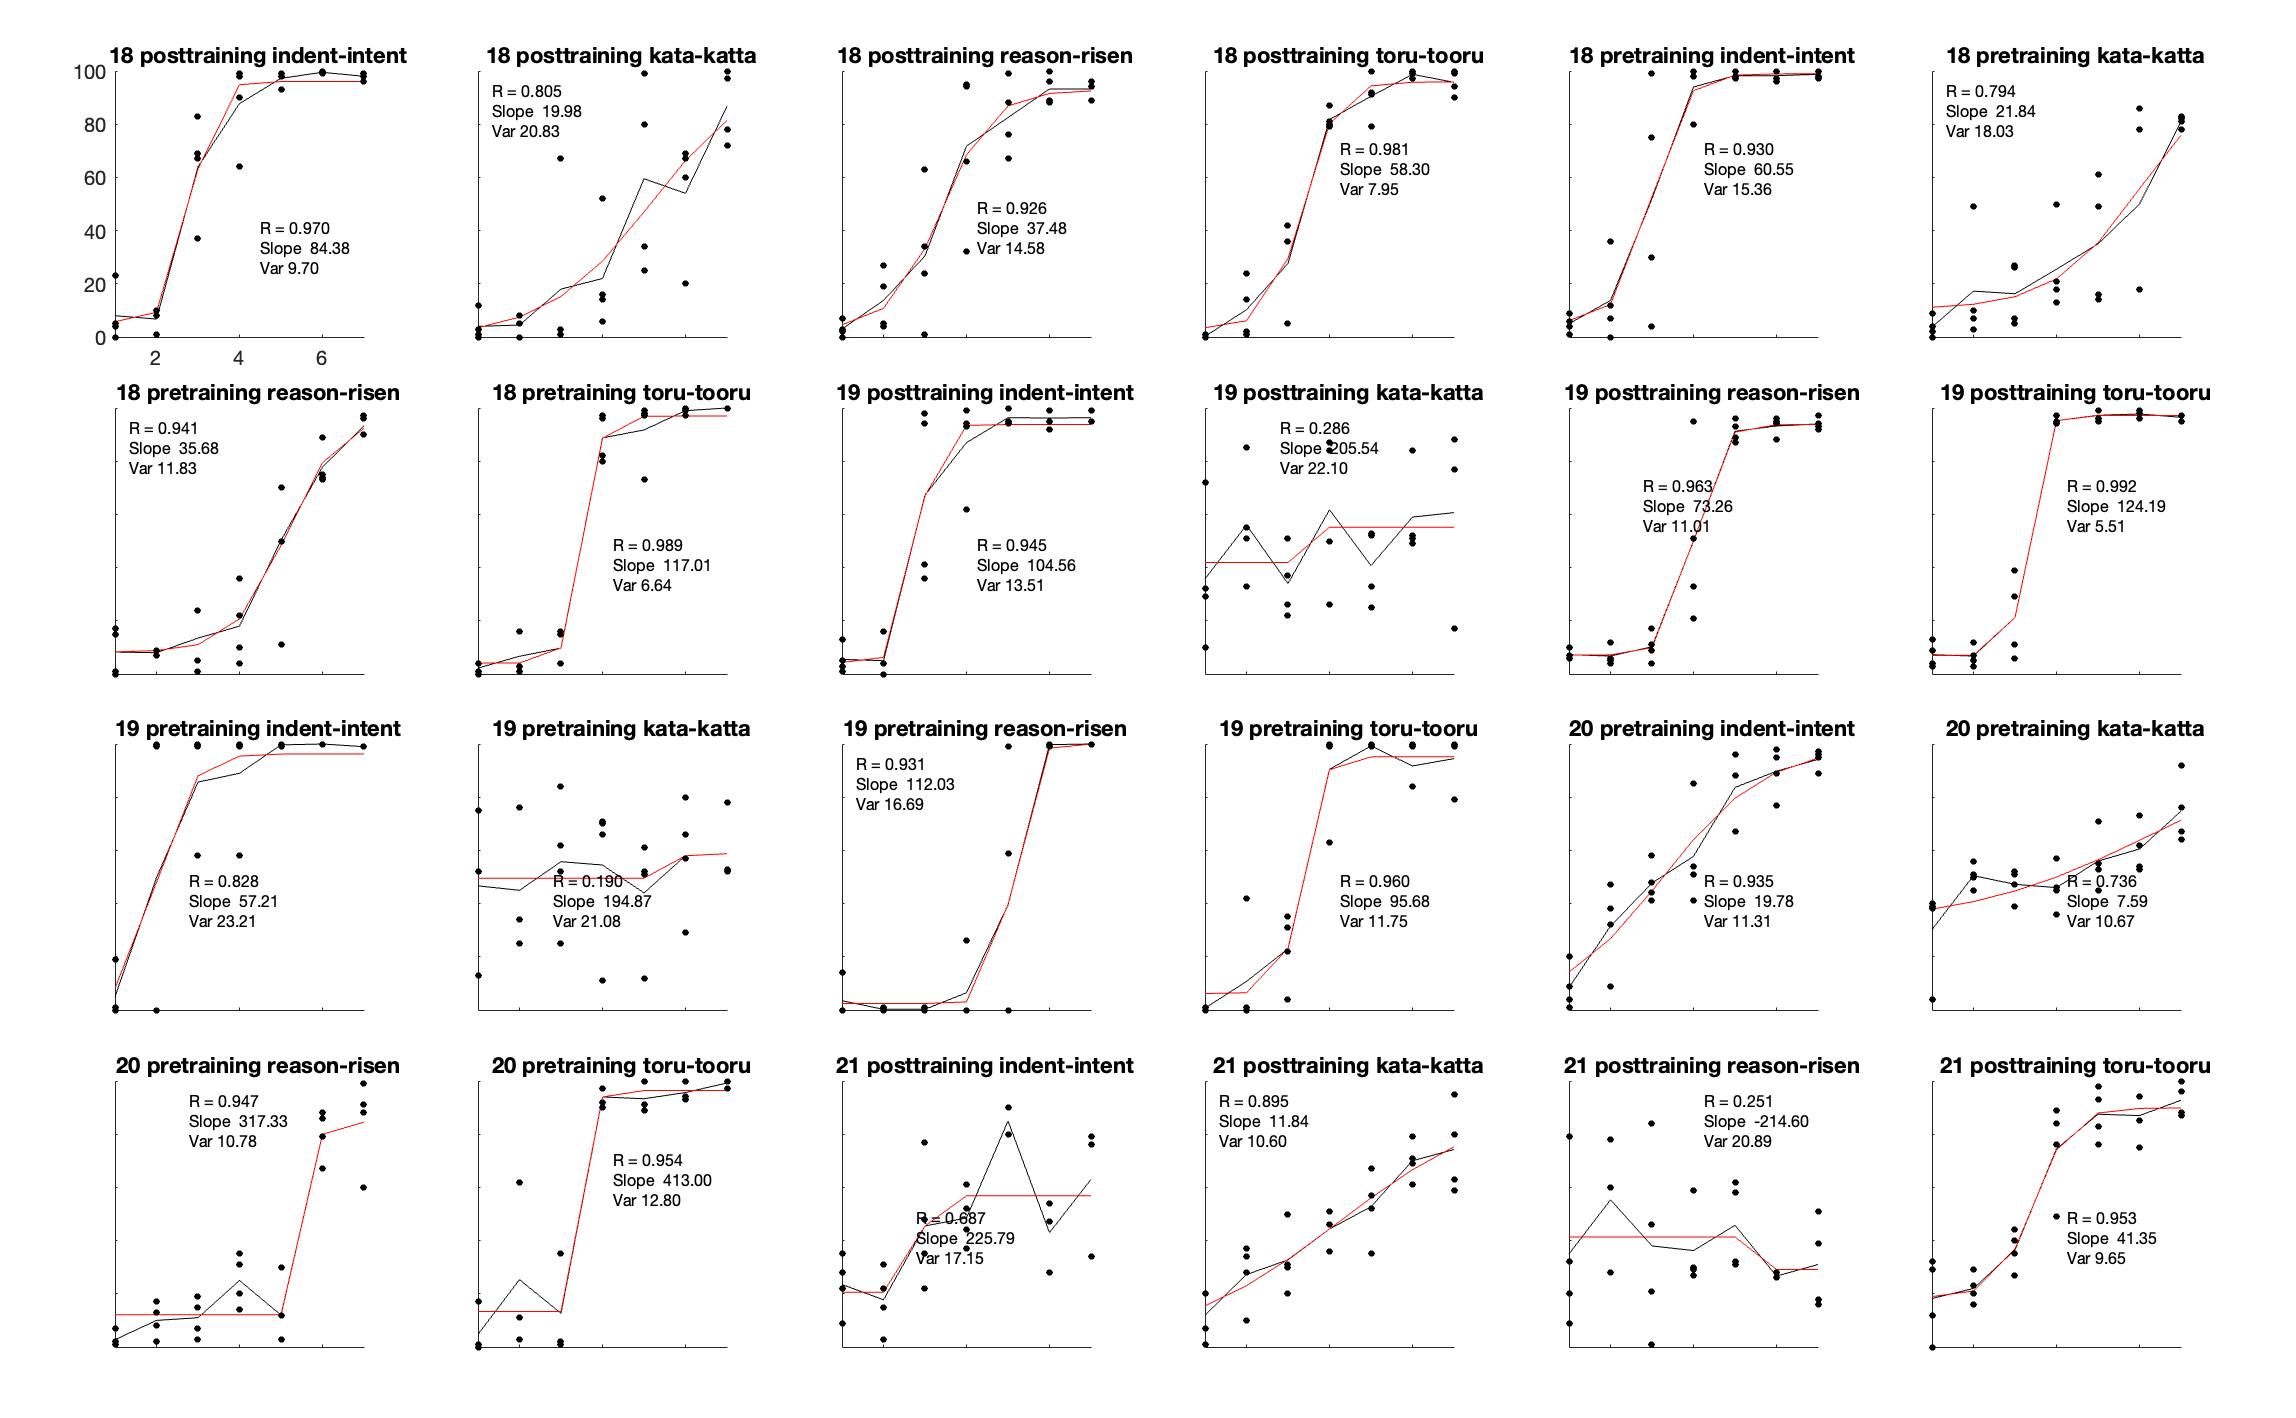 18 posttraining indent-intent
100
80
60
40
20
0
2 4 6
R = 0.970
Slope 84.38
Var 9.70
18 posttraining kata-katta
R = 0.805
Slope 19.98
Var 20.83
18 posttraining reason-risen
R = 0.926
Slope 37.48
Var 14.58
18 posttraining toru-tooru
R = 0.981
Slope 58.30
Var 7.95
18 pretraining indent-intent
R = 0.930
Slope 60.55
Var 15.36
18 pretraining kata-katta
R = 0.794
Slope 21.84
Var 18.03
18 pretraining reason-risen
R = 0.941
Slope 35.68
Var 11.83
18 pretraining toru-tooru
R = 0.989
Slope 117.01
Var 6.64
19 posttraining indent-intent
R = 0.945
Slope 104.56
Var 13.51
19 posttraining kata-katta
R = 0.286
Slope 205.54
Var 22.10
19 posttraining reason-risen
R = 0.963
Slope 73.26
Var 11.01
19 posttraining toru-tooru
R = 0.992
Slope 124.19
Var 5.51
19 pretraining indent-intent
R = 0.828
Slope 57.21
Var 23.21
19 pretraining kata-katta
R = 0.190
Slope 194.87
Var 21.08
19 pretraining reason-risen
R = 0.931
Slope 112.03
Var 16.69
19 pretraining toru-tooru
R = 0.960
Slope 95.68
Var 11.75
20 pretraining indent-intent
R = 0.935
Slope 19.78
Var 11.31
20 pretraining kata-katta
R = 0.736
Slope 7.59
Var 10.67
20 pretraining reason-risen
R = 0.947
Slope 317.33
Var 10.78
20 pretraining toru-tooru
R = 0.954
Slope 413.00
Var 12.80
21 posttraining indent-intent
R = 0.687
Slope 225.79
Var 17.15
21 posttraining kata-katta
R = 0.895
Slope 11.84
Var 10.60
21 posttraining reason-risen
R = 0.251
Slope -214.60
Var 20.89
21 posttraining toru-tooru
R = 0.953
Slope 41.35
Var 9.65